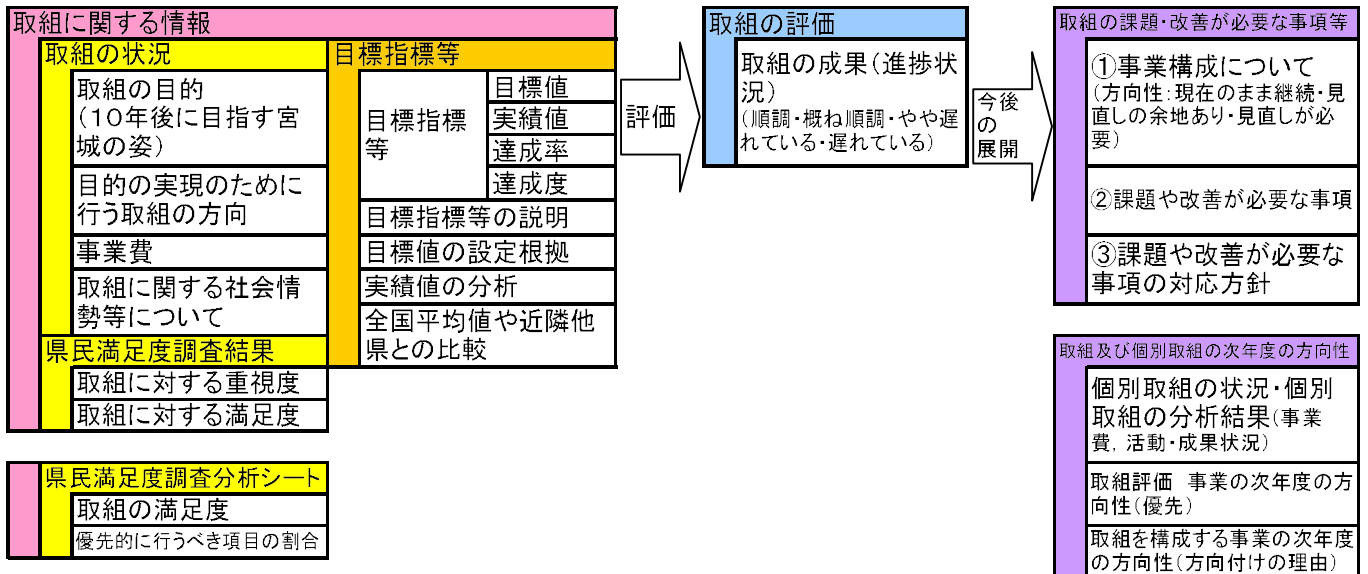 取組に関する情報
取組の状況
取組の目的
(10年後に目指す宮
城の姿)
目的の実現のために
行う取組の方向
事業費
取組に関する社会情
勢等について
県民満足度調査結果
取組に対する重視度
取組に対する満足度
目標指標等
目標指標
等
目標値
実績値
達成率
達成度
目標指標等の説明
目標値の設定根拠
実績値の分析
全国平均値や近隣他
県との比較
県民満足度調査分析シート
取組の満足度
優先的に行うべき項目の割合
評価
取組の評価
取組の成果(進捗状
況)
(順調・概ね順調・やや遅
れている・遅れている)
今後
の
展開
取組の課題・改善が必要な事項等
①事業構成について
(方向性:現在のまま継続・見
直しの余地あり・見直しが必
要)
②課題や改善が必要な事項
③課題や改善が必要な
事項の対応方針
取組及び個別取組の次年度の方向性
個別取組の状況・個別
取組の分析結果(事業
費, 活動・成果状況)
取組評価 事業の次年度の方
向性(優先)
取組を構成する事業の次年度
の方向性(方向付けの理由)